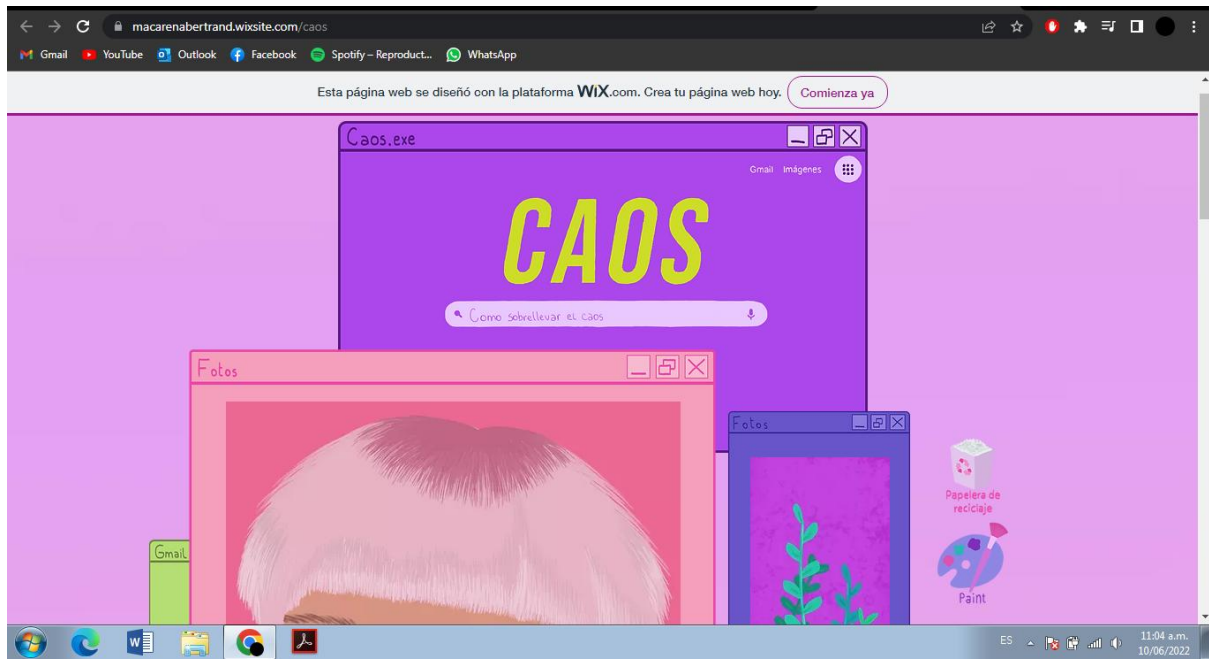 macarenabertrand.wixsite.com/caos
Gmail YouTube Outlook Facebook Spotify – Reproduct... WhatsApp
Esta página web se diseñó con la plataforma WiX.com. Crea tu página web hoy. Comienza ya
Caos.exe
Gmail Imágenes
CAOS
Como sobrellevar el caos
Fotos
Fotos
Papelera de
reciclaje
Gmail
Paint
ES 11:04 a.m.
10/06/2022